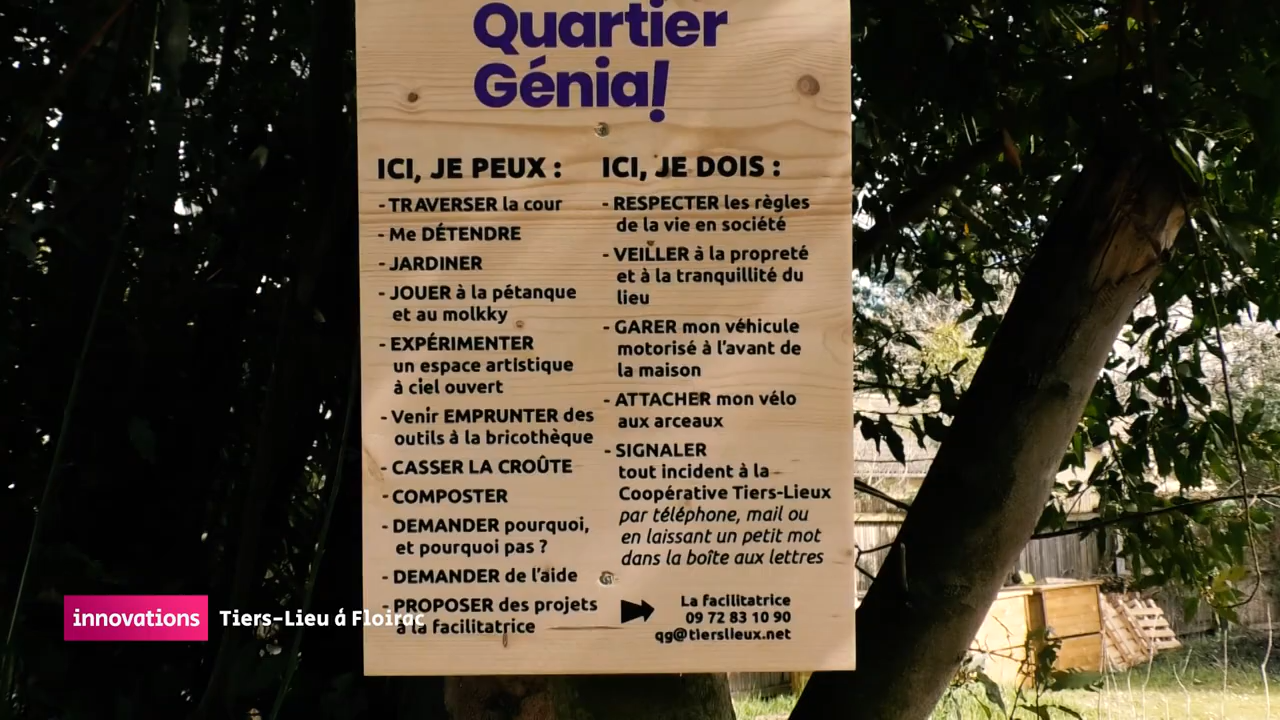 Quartier
Génia!
ICI, JE PEUX :
- TRAVERSER la cour
- Me DÉTENDRE
- JARDINER
- JOUER à la pétanque
et au molkky
- EXPÉRIMENTER
un espace artistique
à ciel ouvert
- Venir EMPRUNTER des
outils à la bricothèque
- CASSER LA CROÛTE
- COMPOSTER
- DEMANDER pourquoi,
et pourquoi pas ?
- DEMANDER de l'aide
- PROPOSER des projets
à la facilitatrice
ICI, JE DOIS :
- RESPECTER les règles
de la vie en société
- VEILLER à la propreté
et à la tranquillité du
lieu
- GARER mon véhicule
motorisé à l'avant de
la maison
- ATTACHER mon vélo
aux arceaux
- SIGNALER
tout incident à la
Coopérative Tiers-Lieux
par téléphone, mail ou
en laissant un petit mot
dans la boîte aux lettres
La facilitatrice
09 72 83 10 90
qg@tierslieux.net
innovations Tiers-Lieu á Floirac